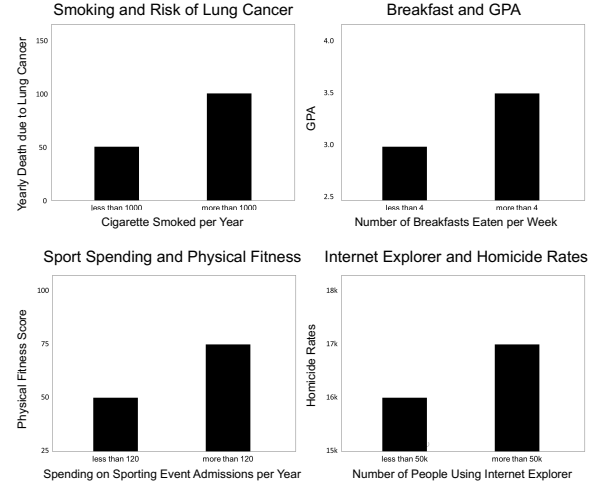 Smoking and Risk of Lung Cancer
Yearly Death due to Lung Cancer
150
100
50
0
less than 1000 more than 1000
Cigarette Smoked per Year
Breakfast and GPA
GPA
4.0
3.5
3.0
2.5
less than 4 more than 4
Number of Breakfasts Eaten per Week
Sport Spending and Physical Fitness
Physical Fitness Score
100
75
50
25
less than 120 more than 120
Spending on Sporting Event Admissions per Year
Internet Explorer and Homicide Rates
Homicide Rates
18k
17k
16k
15k
less than 50k more than 50k
Number of People Using Internet Explorer